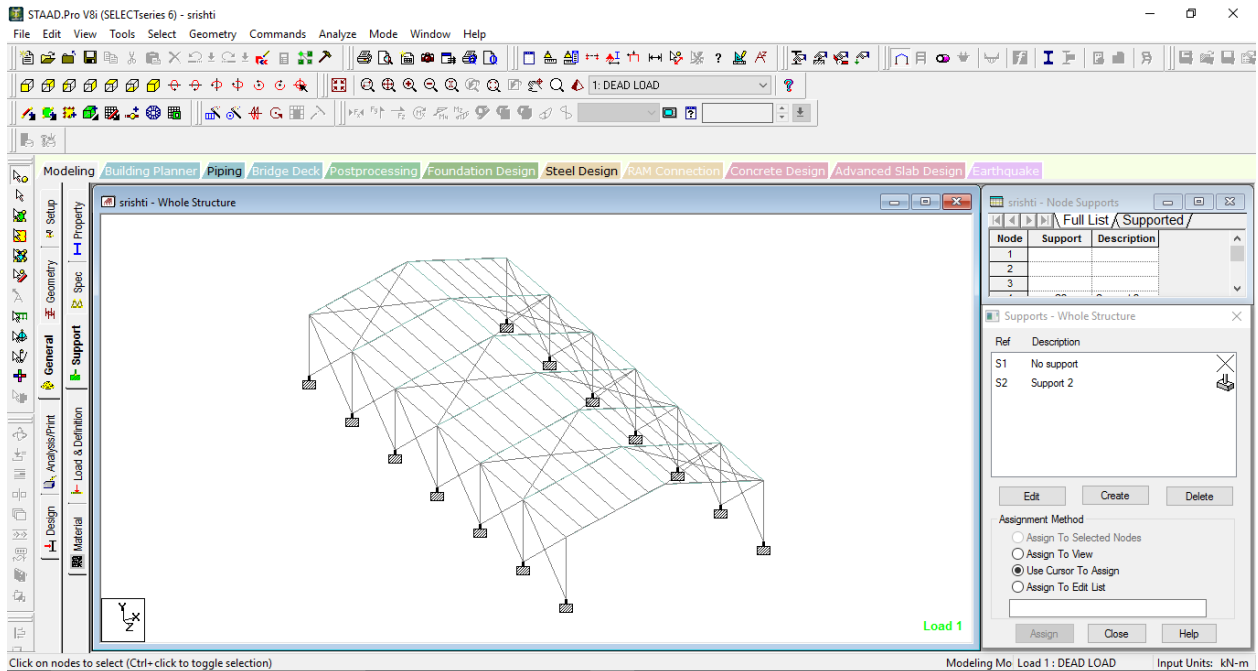 STAAD.Pro V8i (SELECTseries 6) - srishti
File Edit View Tools Select Geometry Commands Analyze Mode Window Help
1: DEAD LOAD
Modeling Building Planner Piping Bridge Deck Postprocessing Foundation Design Steel Design RAM Connection Concrete Design Advanced Slab Design Earthquake
Setup
Geometry
General
Analysis/Print
Design
Property
Spec
Support
Load & Definition
Material
srishti - Whole Structure
Y
X
Z
Load 1
srishti - Node Supports
Full List Supported
Node Support Description
1
2
3
Supports - Whole Structure
Ref Description
S1 No support
S2 Support 2
Edit Create Delete
Assignment Method
Assign To Selected Nodes
Assign To View
Use Cursor To Assign
Assign To Edit List
Assign Close Help
Click on nodes to select (Ctrl+click to toggle selection) Modeling Mo Load 1 : DEAD LOAD Input Units: kN-m